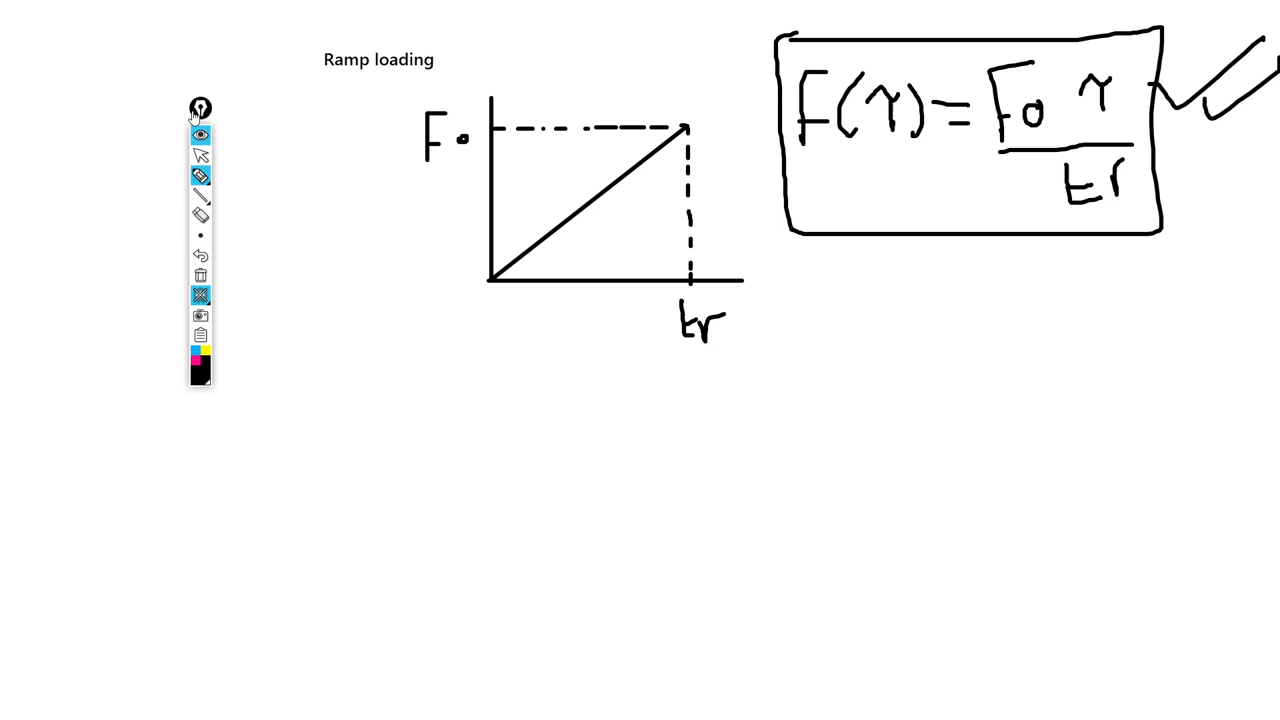 Ramp loading
F(τ) = Fo τ / tr
Fo
tr